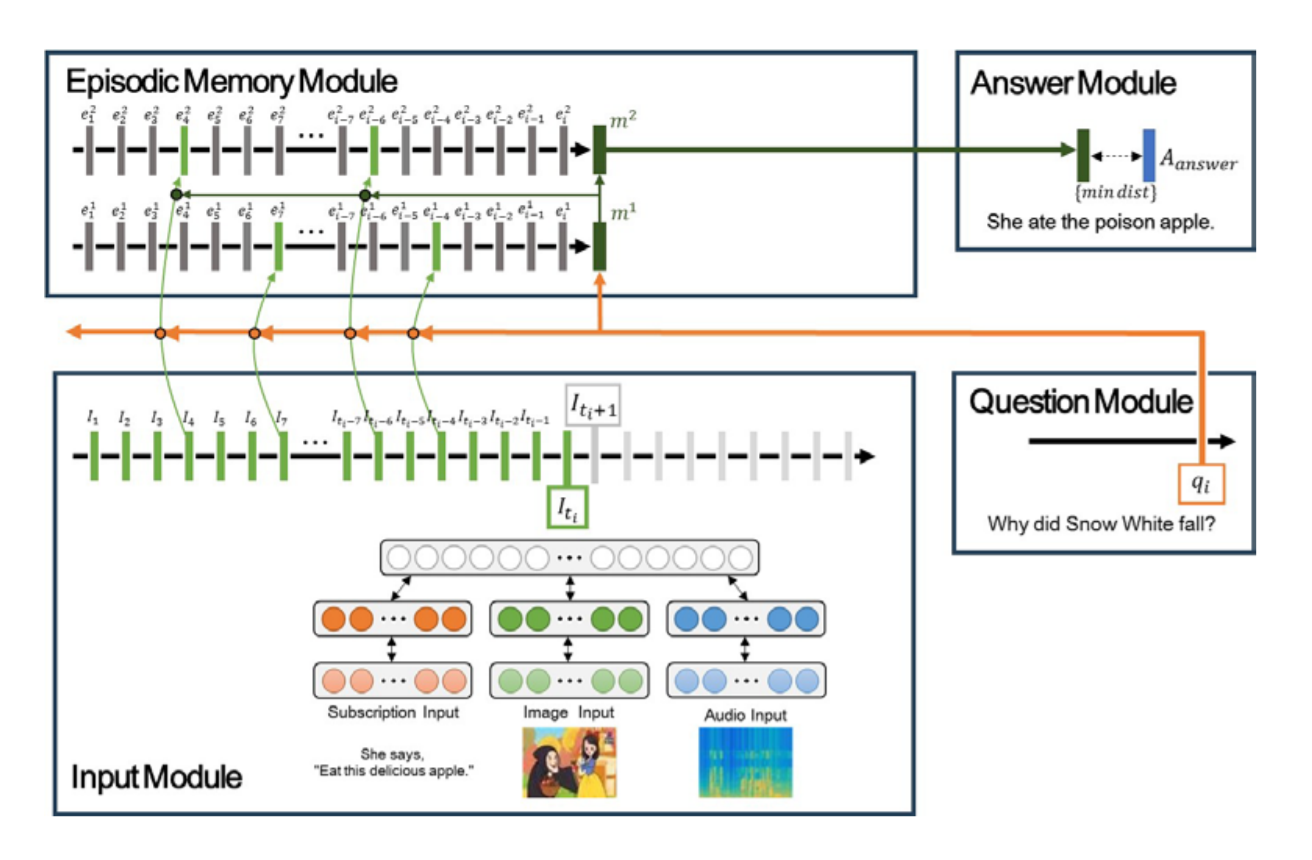 Episodic Memory Module
e_1^2 e_2^2 e_3^2 e_4^2 e_5^2 e_6^2 e_7^2 ... e_{i-7}^2 e_{i-6}^2 e_{i-5}^2 e_{i-4}^2 e_{i-3}^2 e_{i-2}^2 e_{i-1}^2 e_i^2 m^2
e_1^1 e_2^1 e_3^1 e_4^1 e_5^1 e_6^1 e_7^1 ... e_{i-7}^1 e_{i-6}^1 e_{i-5}^1 e_{i-4}^1 e_{i-3}^1 e_{i-2}^1 e_{i-1}^1 e_i^1 m^1
Answer Module
A_{answer}
{min dist}
She ate the poison apple.
I_1 I_2 I_3 I_4 I_5 I_6 I_7 ... I_{t_i-7} I_{t_i-6} I_{t_i-5} I_{t_i-4} I_{t_i-3} I_{t_i-2} I_{t_i-1} I_{t_i+1}
I_{t_i}
Question Module
q_i
Why did Snow White fall?
Subscription Input Image Input Audio Input
She says,
"Eat this delicious apple."
Input Module